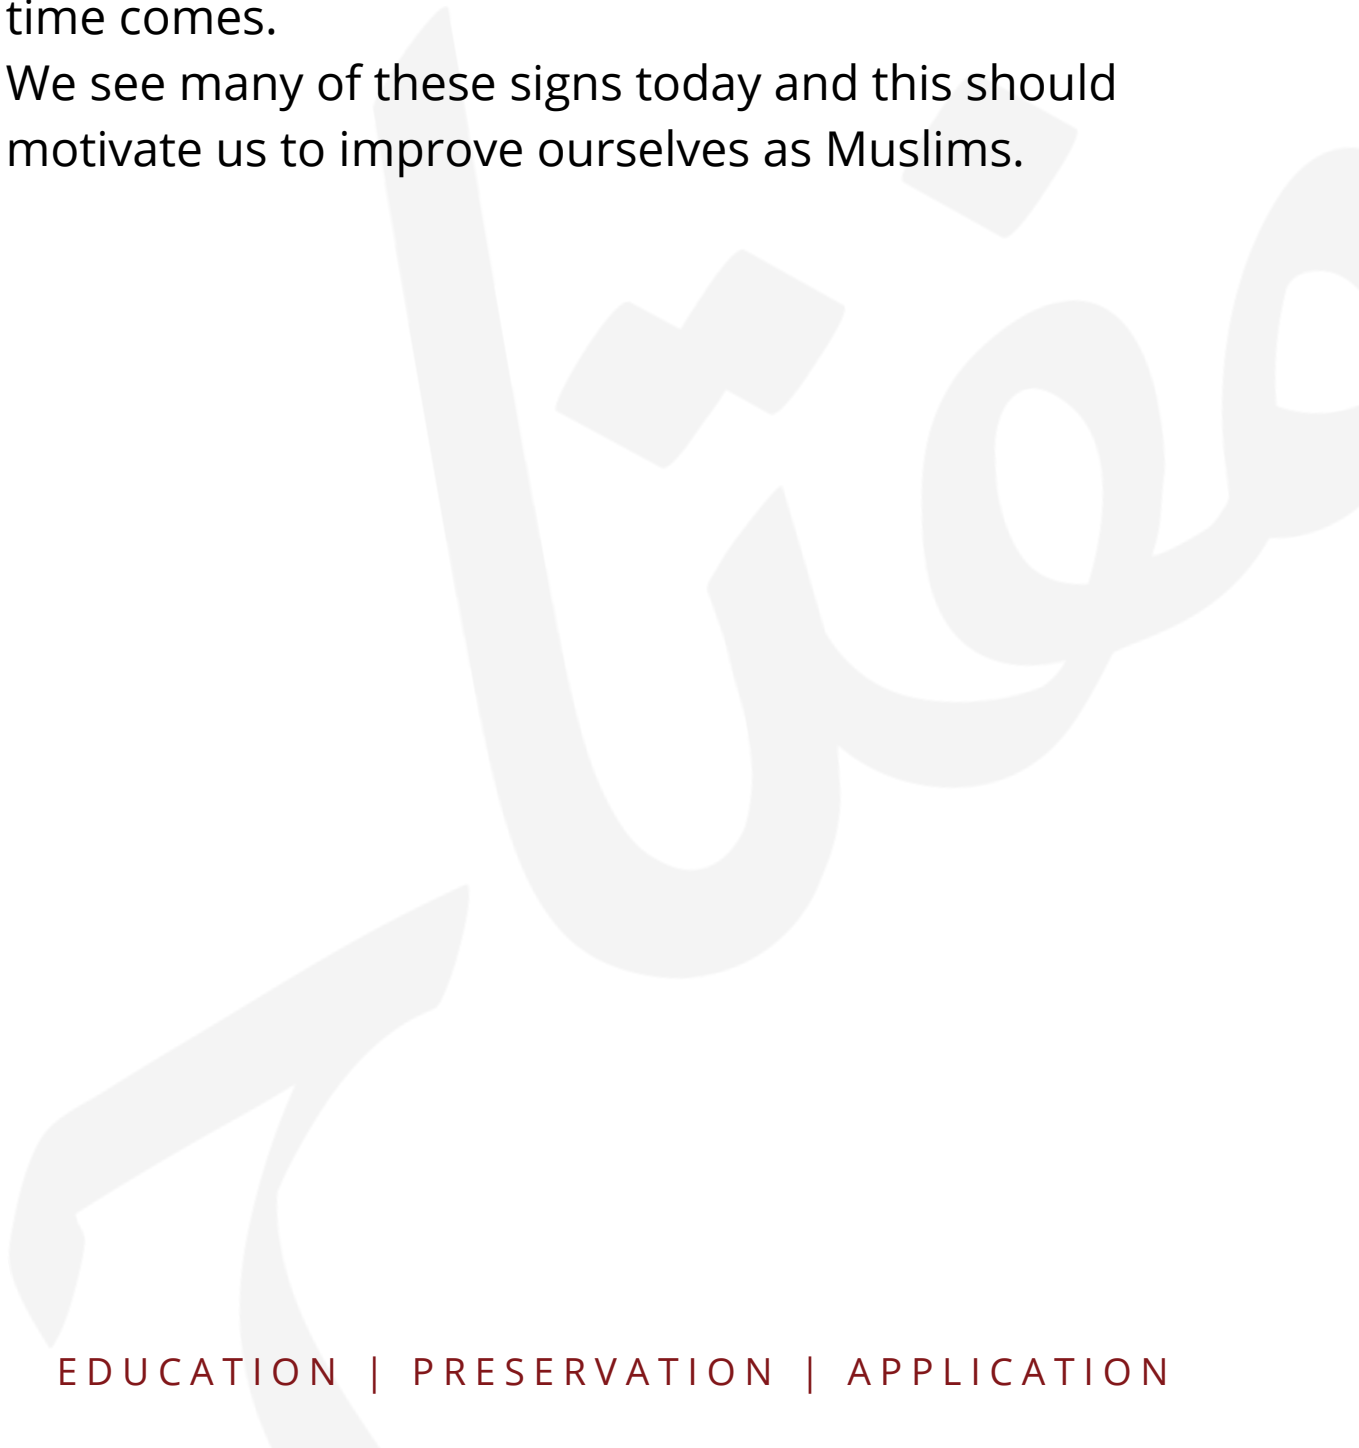 time comes.
We see many of these signs today and this should
motivate us to improve ourselves as Muslims.
مفتاح
EDUCATION | PRESERVATION | APPLICATION